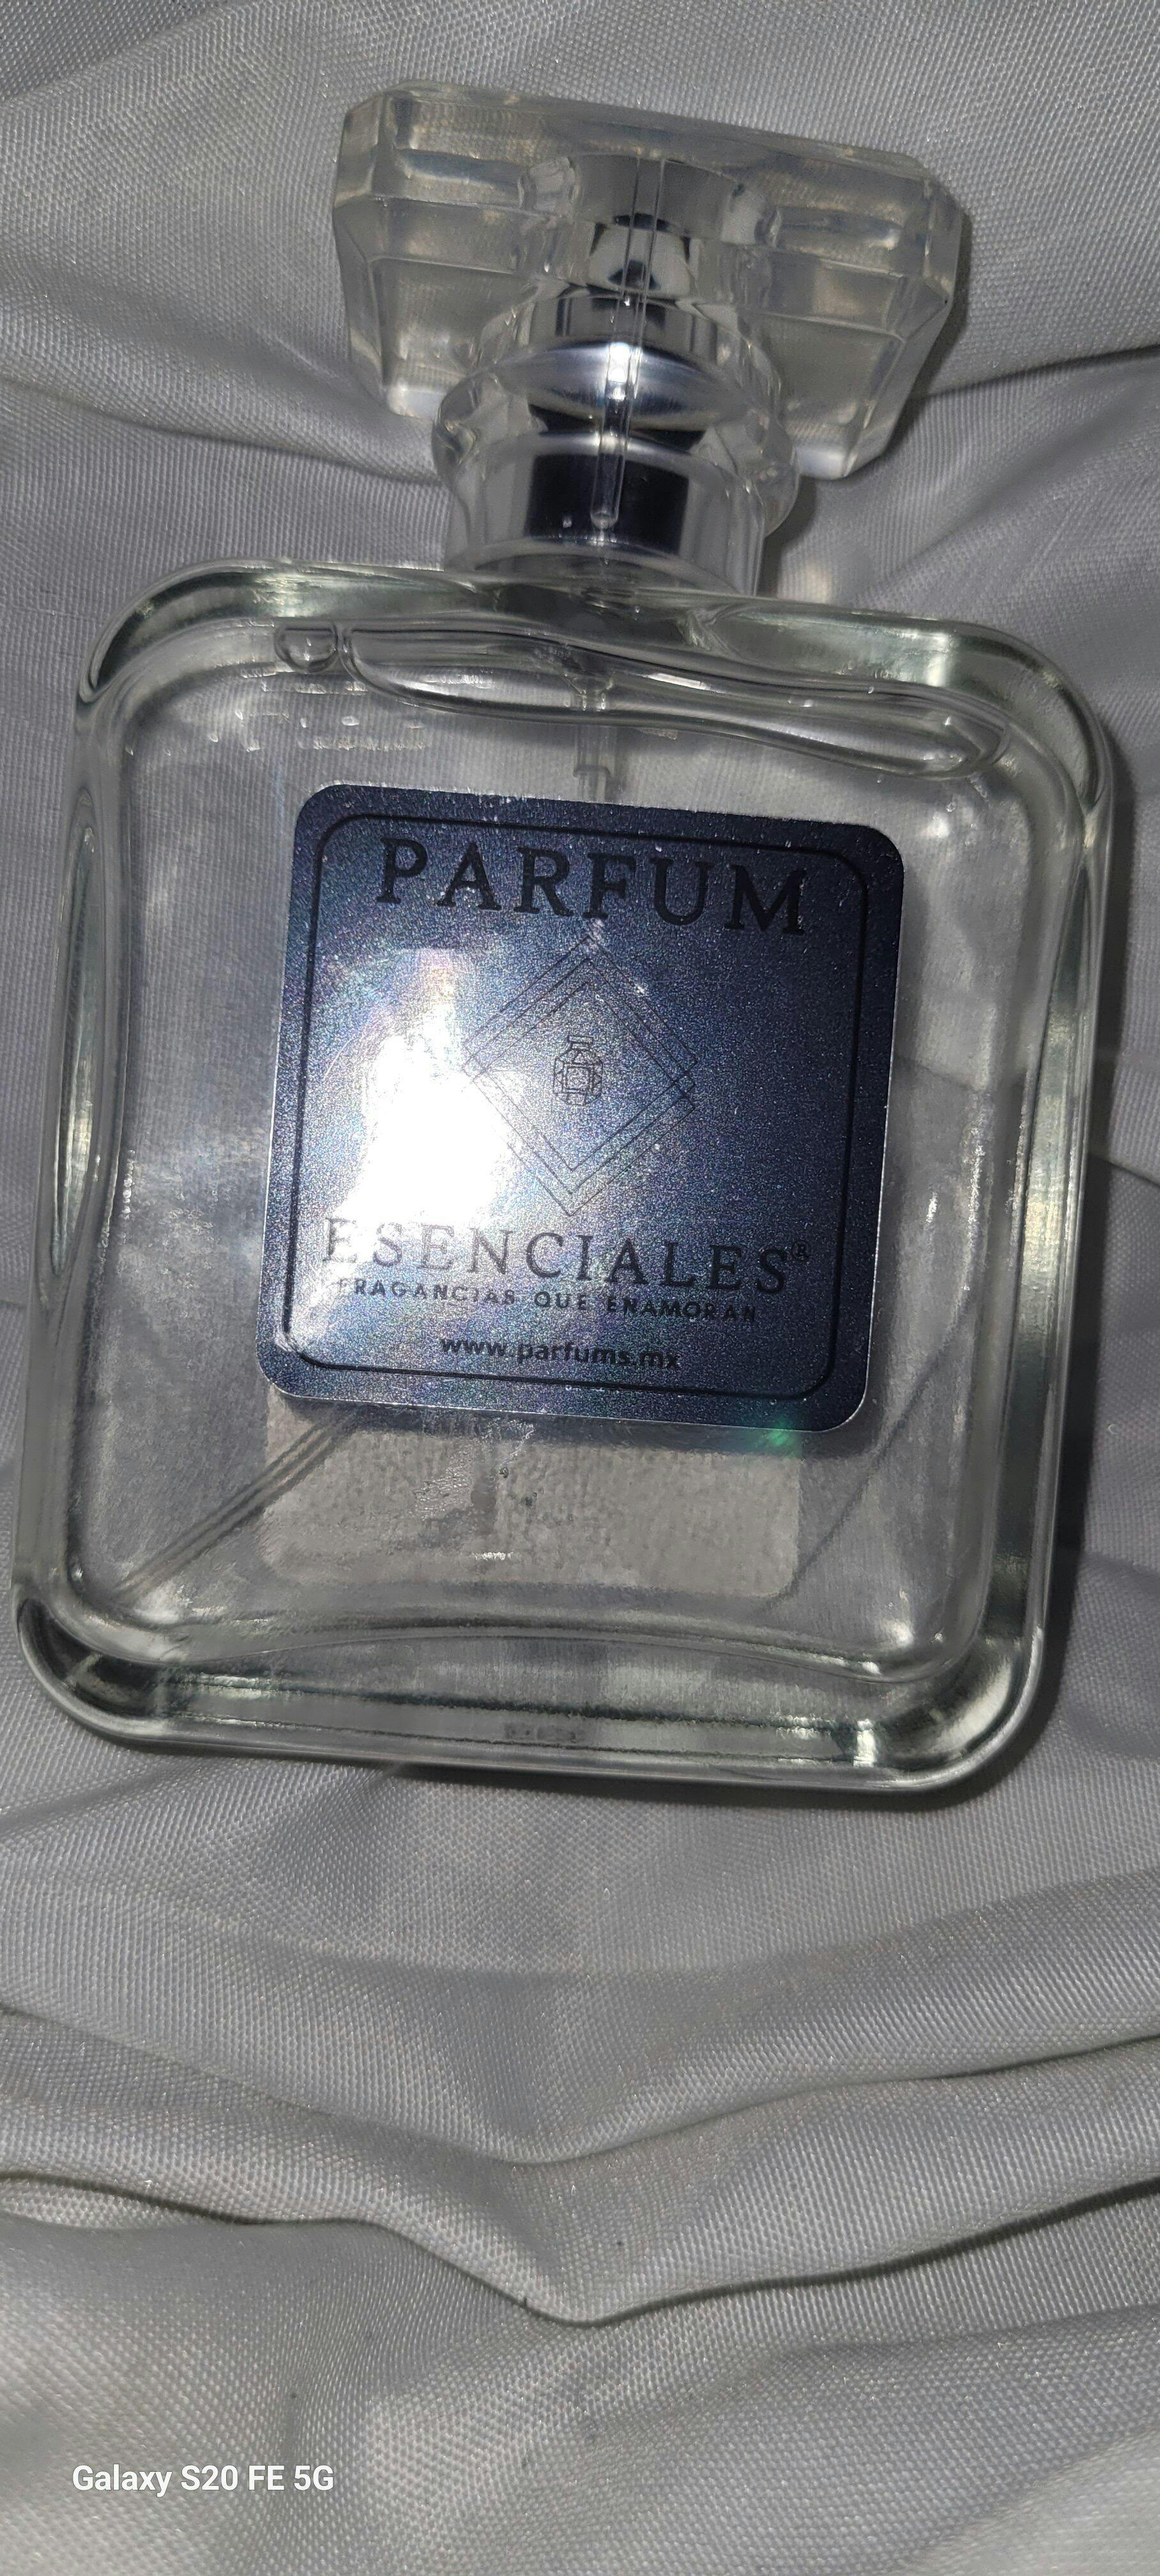 PARFUM
ESENCIALES®
FRAGANCIAS QUE ENAMORAN
www.parfums.mx
Galaxy S20 FE 5G